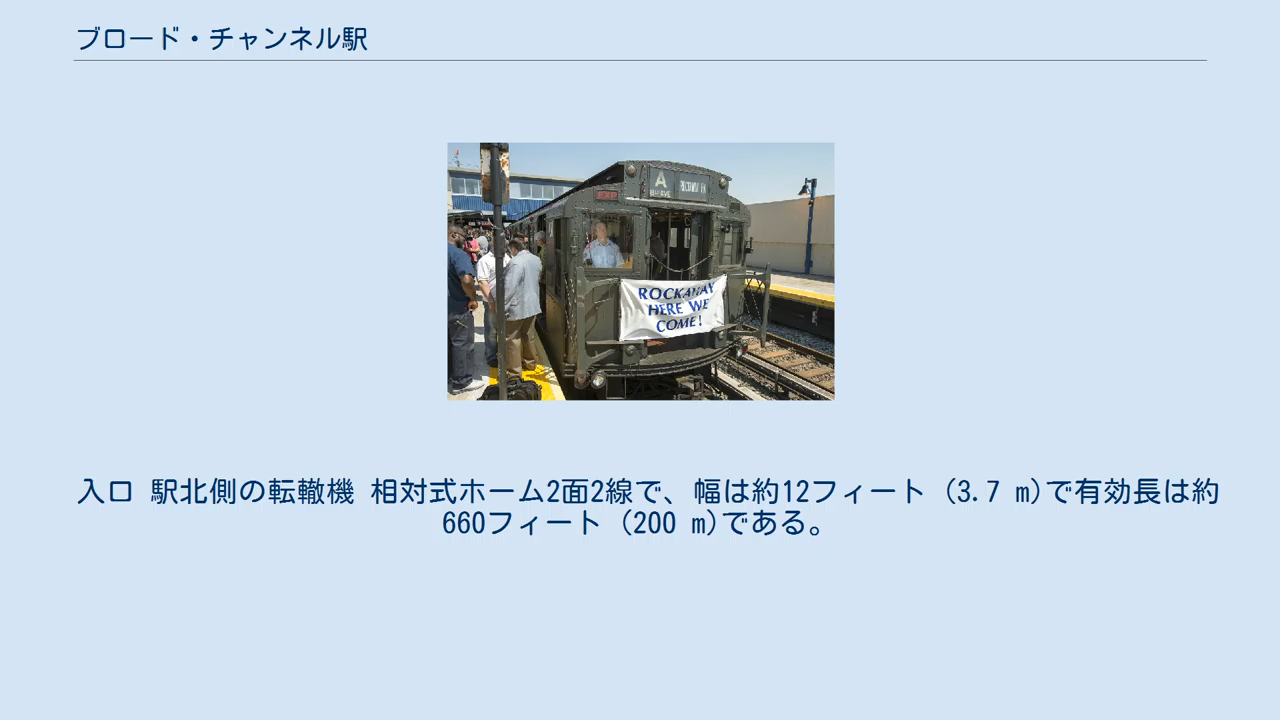 ブロード・チャンネル駅
A
ROCKAWAY
HERE WE
COME!
入口 駅北側の転轍機 相対式ホーム2面2線で、幅は約12フィート (3.7 m)で有効長は約
660フィート (200 m)である。